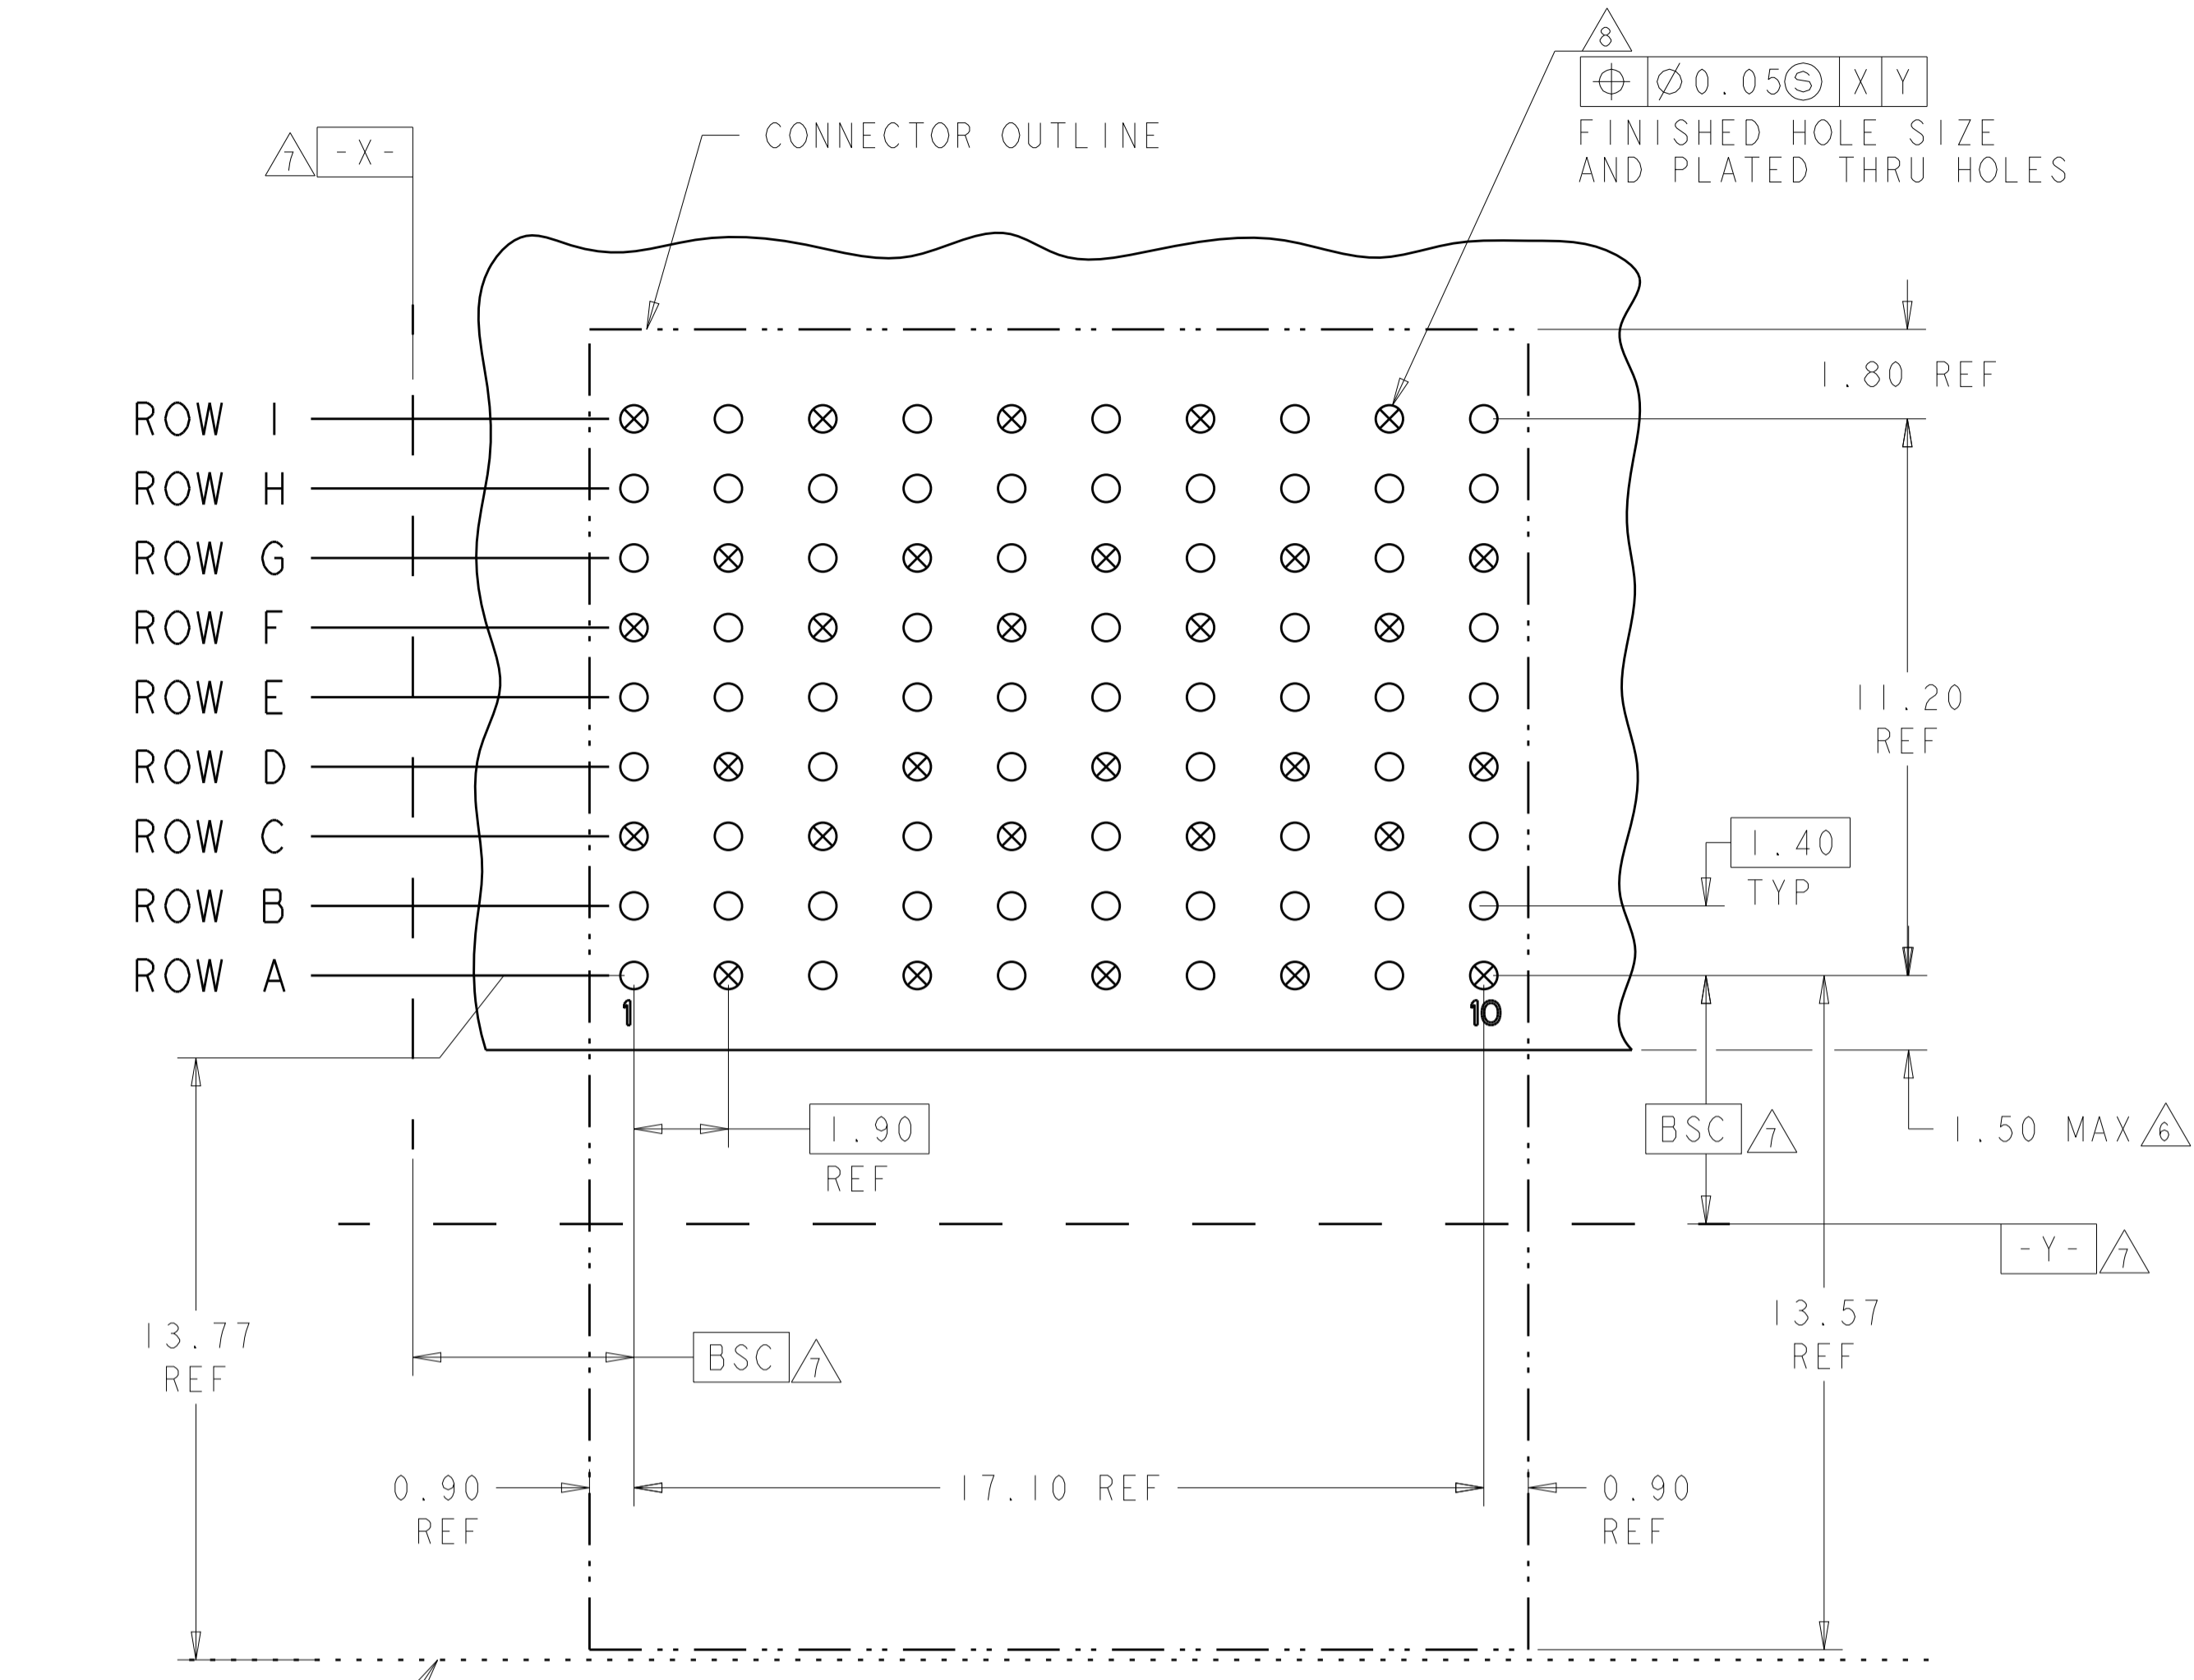 8
⌖ ⌀0.05Ⓢ X Y
FINISHED HOLE SIZE
AND PLATED THRU HOLES
CONNECTOR OUTLINE
7 -X-
1.80 REF
ROW I
ROW H
ROW G
ROW F
ROW E
ROW D
ROW C
ROW B
ROW A
11.20
REF
1.40
TYP
1
10
1.90
REF
BSC 7
1.50 MAX 6
-Y- 7
13.77
REF
13.57
REF
BSC 7
0.90
REF
17.10 REF
0.90
REF